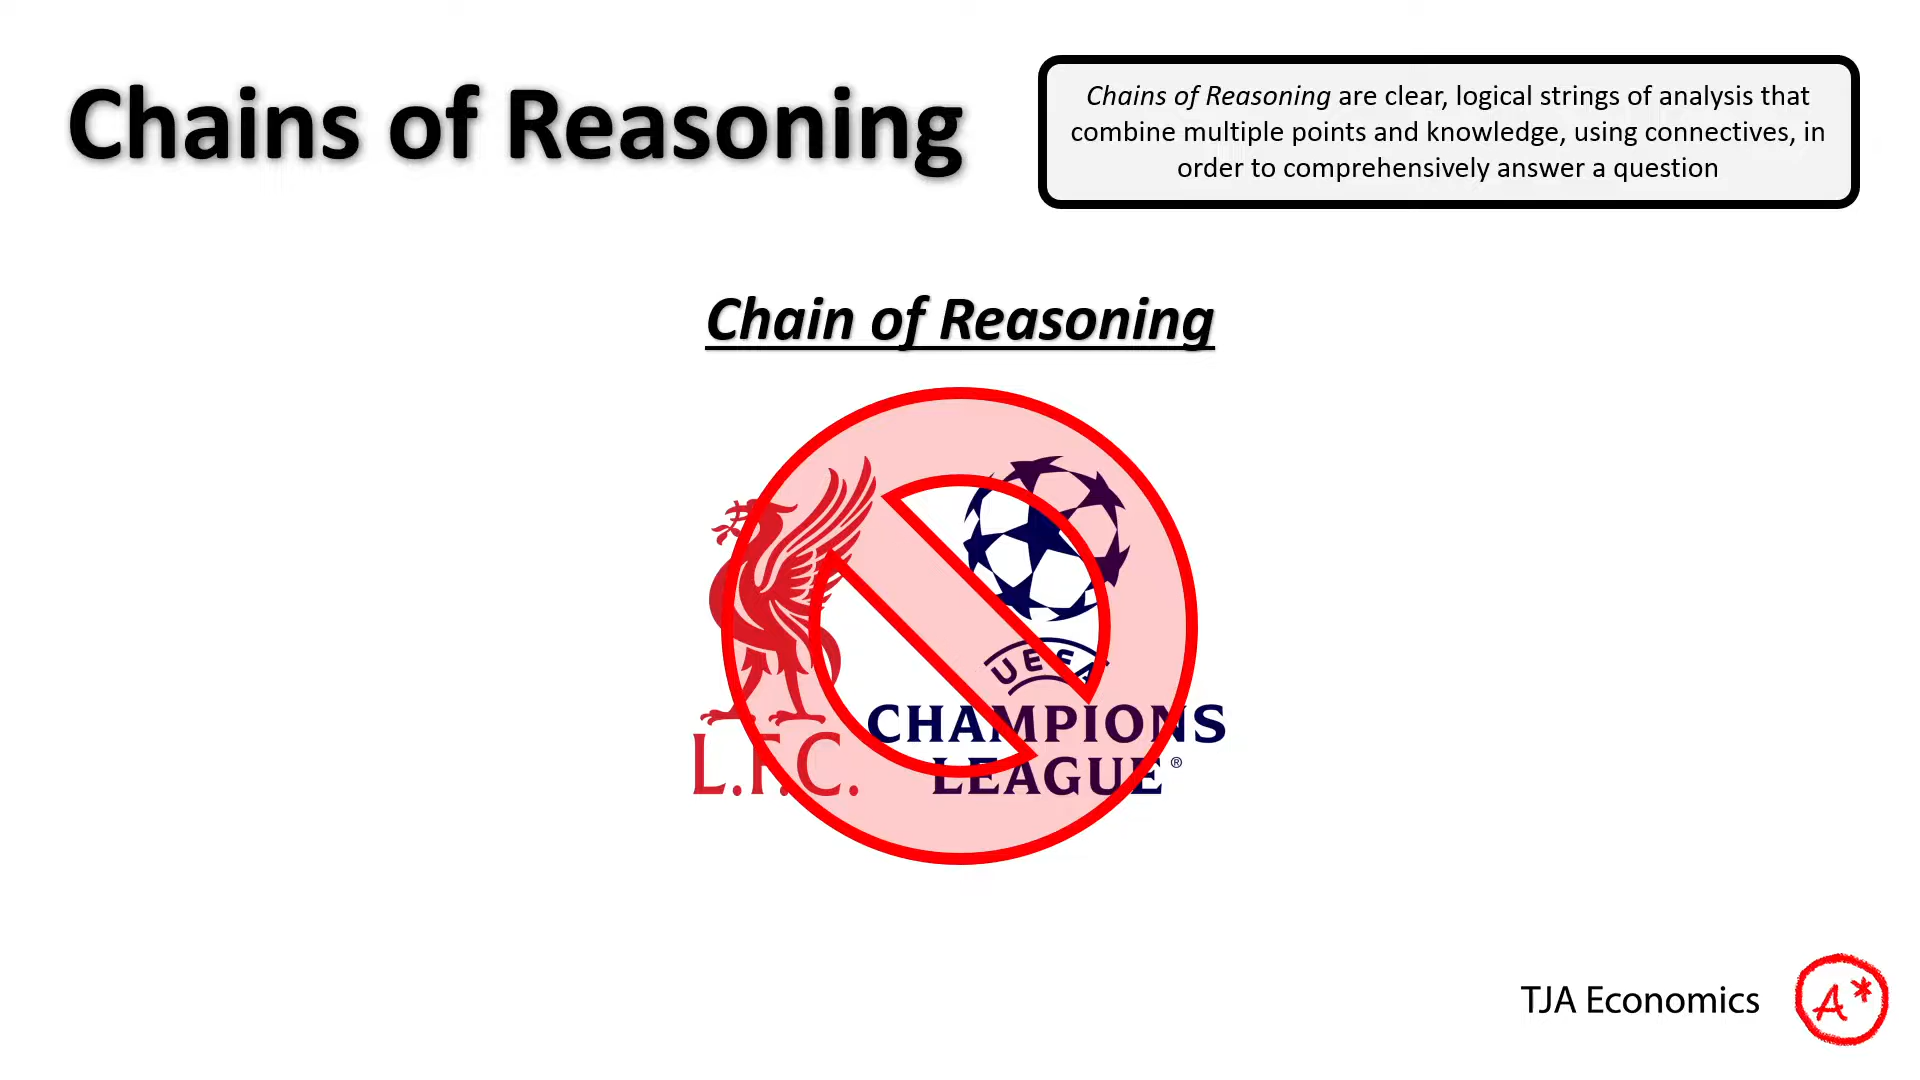 Chains of Reasoning
Chains of Reasoning are clear, logical strings of analysis that
combine multiple points and knowledge, using connectives, in
order to comprehensively answer a question
Chain of Reasoning
L.F.C.
UEFA
CHAMPIONS
LEAGUE®
TJA Economics
A*